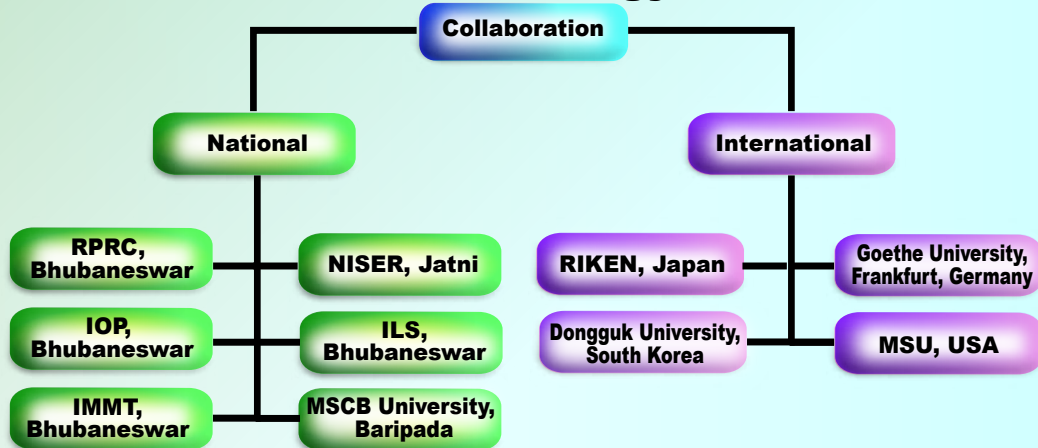 Collaboration
National
International
RPRC,
Bhubaneswar
NISER, Jatni
RIKEN, Japan
Goethe University,
Frankfurt, Germany
IOP,
Bhubaneswar
ILS,
Bhubaneswar
Dongguk University,
South Korea
MSU, USA
IMMT,
Bhubaneswar
MSCB University,
Baripada